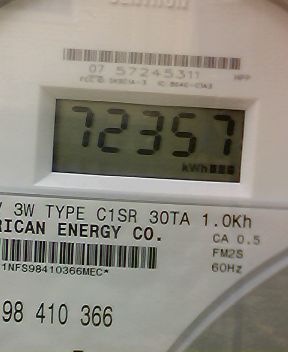 07 57245311
HPP
72357
kWh
V 3W TYPE C1SR 30TA 1.0Kh
RICAN ENERGY CO.
CA 0.5
FM2S
60Hz
1NFS98410366MEC*
98 410 366